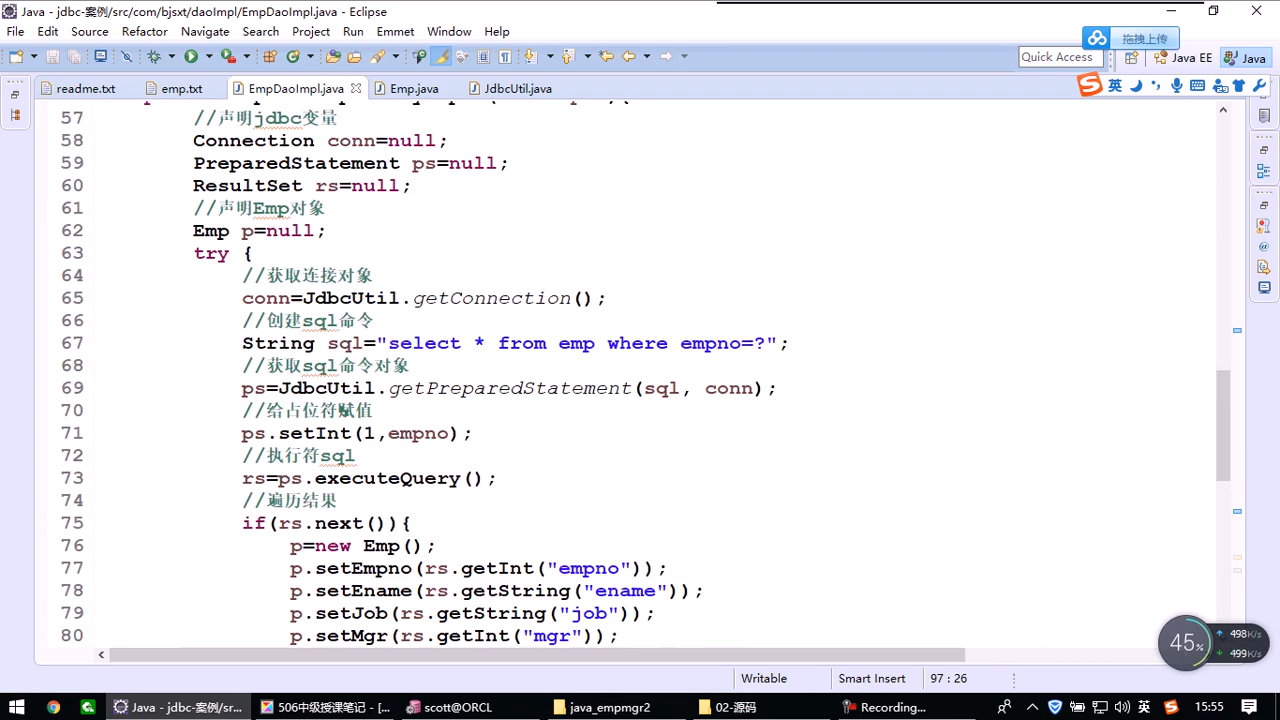 Java - jdbc-案例/src/com/bjsxt/daoImpl/EmpDaoImpl.java - Eclipse
File Edit Source Refactor Navigate Search Project Run Emmet Window Help
拖拽上传
Quick Access
Java EE
Java
英
readme.txt
emp.txt
EmpDaoImpl.java
Emp.java
JdbcUtil.java
57 //声明jdbc变量
58 Connection conn=null;
59 PreparedStatement ps=null;
60 ResultSet rs=null;
61 //声明Emp对象
62 Emp p=null;
63 try {
64 //获取连接对象
65 conn=JdbcUtil.getConnection();
66 //创建sql命令
67 String sql="select * from emp where empno=?";
68 //获取sql命令对象
69 ps=JdbcUtil.getPreparedStatement(sql, conn);
70 //给占位符赋值
71 ps.setInt(1,empno);
72 //执行符sql
73 rs=ps.executeQuery();
74 //遍历结果
75 if(rs.next()){
76 p=new Emp();
77 p.setEmpno(rs.getInt("empno"));
78 p.setEname(rs.getString("ename"));
79 p.setJob(rs.getString("job"));
80 p.setMgr(rs.getInt("mgr"));
45%
498K/s
499K/s
Writable
Smart Insert
97 : 26
Java - jdbc-案例/sr...
506中级授课笔记 - [...
scott@ORCL
java_empmgr2
02-源码
Recording...
英
15:55